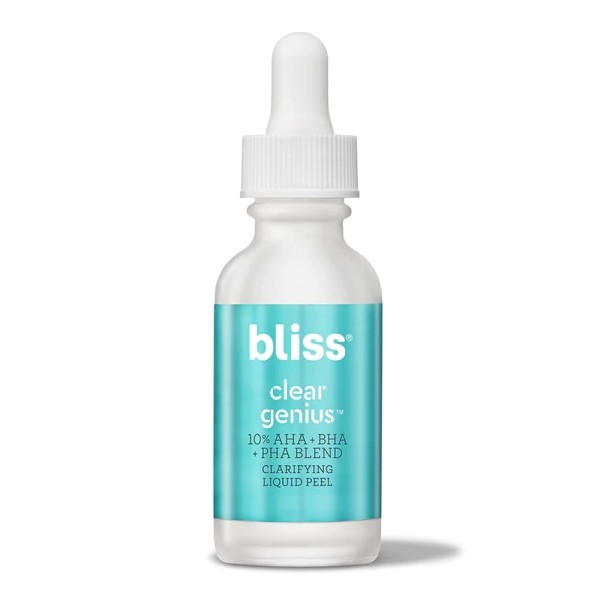 bliss®
clear
genius™
10% AHA + BHA
+ PHA BLEND
CLARIFYING
LIQUID PEEL